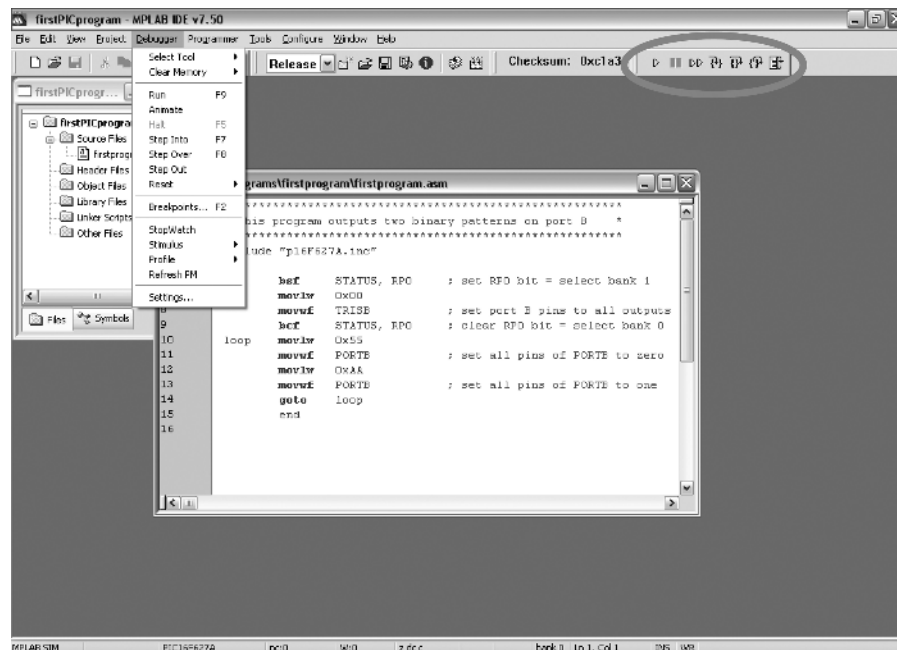 firstPICprogram - MPLAB IDE v7.50
File Edit View Project Debugger Programmer Tools Configure Window Help
Release Checksum: 0xc1a3
firstPICprogr...
firstPICprogra
Source Files
firstprogr
Header Files
Object Files
Library Files
Linker Scripts
Other Files
Files Symbols
Select Tool
Clear Memory
Run F9
Animate
Halt F5
Step Into F7
Step Over F8
Step Out
Reset
Breakpoints... F2
StopWatch
Stimulus
Profile
Refresh PM
Settings...
grams\firstprogram\firstprogram.asm
*******************************************************
his program outputs two binary patterns on port B *
*******************************************************
lude "p16F627A.inc"
bsf STATUS, RP0 ; set RP0 bit = select bank 1
movlw 0x00
8 movwf TRISB ; set port B pins to all outputs
9 bcf STATUS, RP0 ; clear RP0 bit = select bank 0
10 loop movlw 0x55
11 movwf PORTB ; set all pins of PORTB to zero
12 movlw 0xAA
13 movwf PORTB ; set all pins of PORTB to one
14 goto loop
15 end
16
MPLAB SIM PIC16F627A pc:0 W:0 z dc c bank 0 Ln 1, Col 1 INS WR